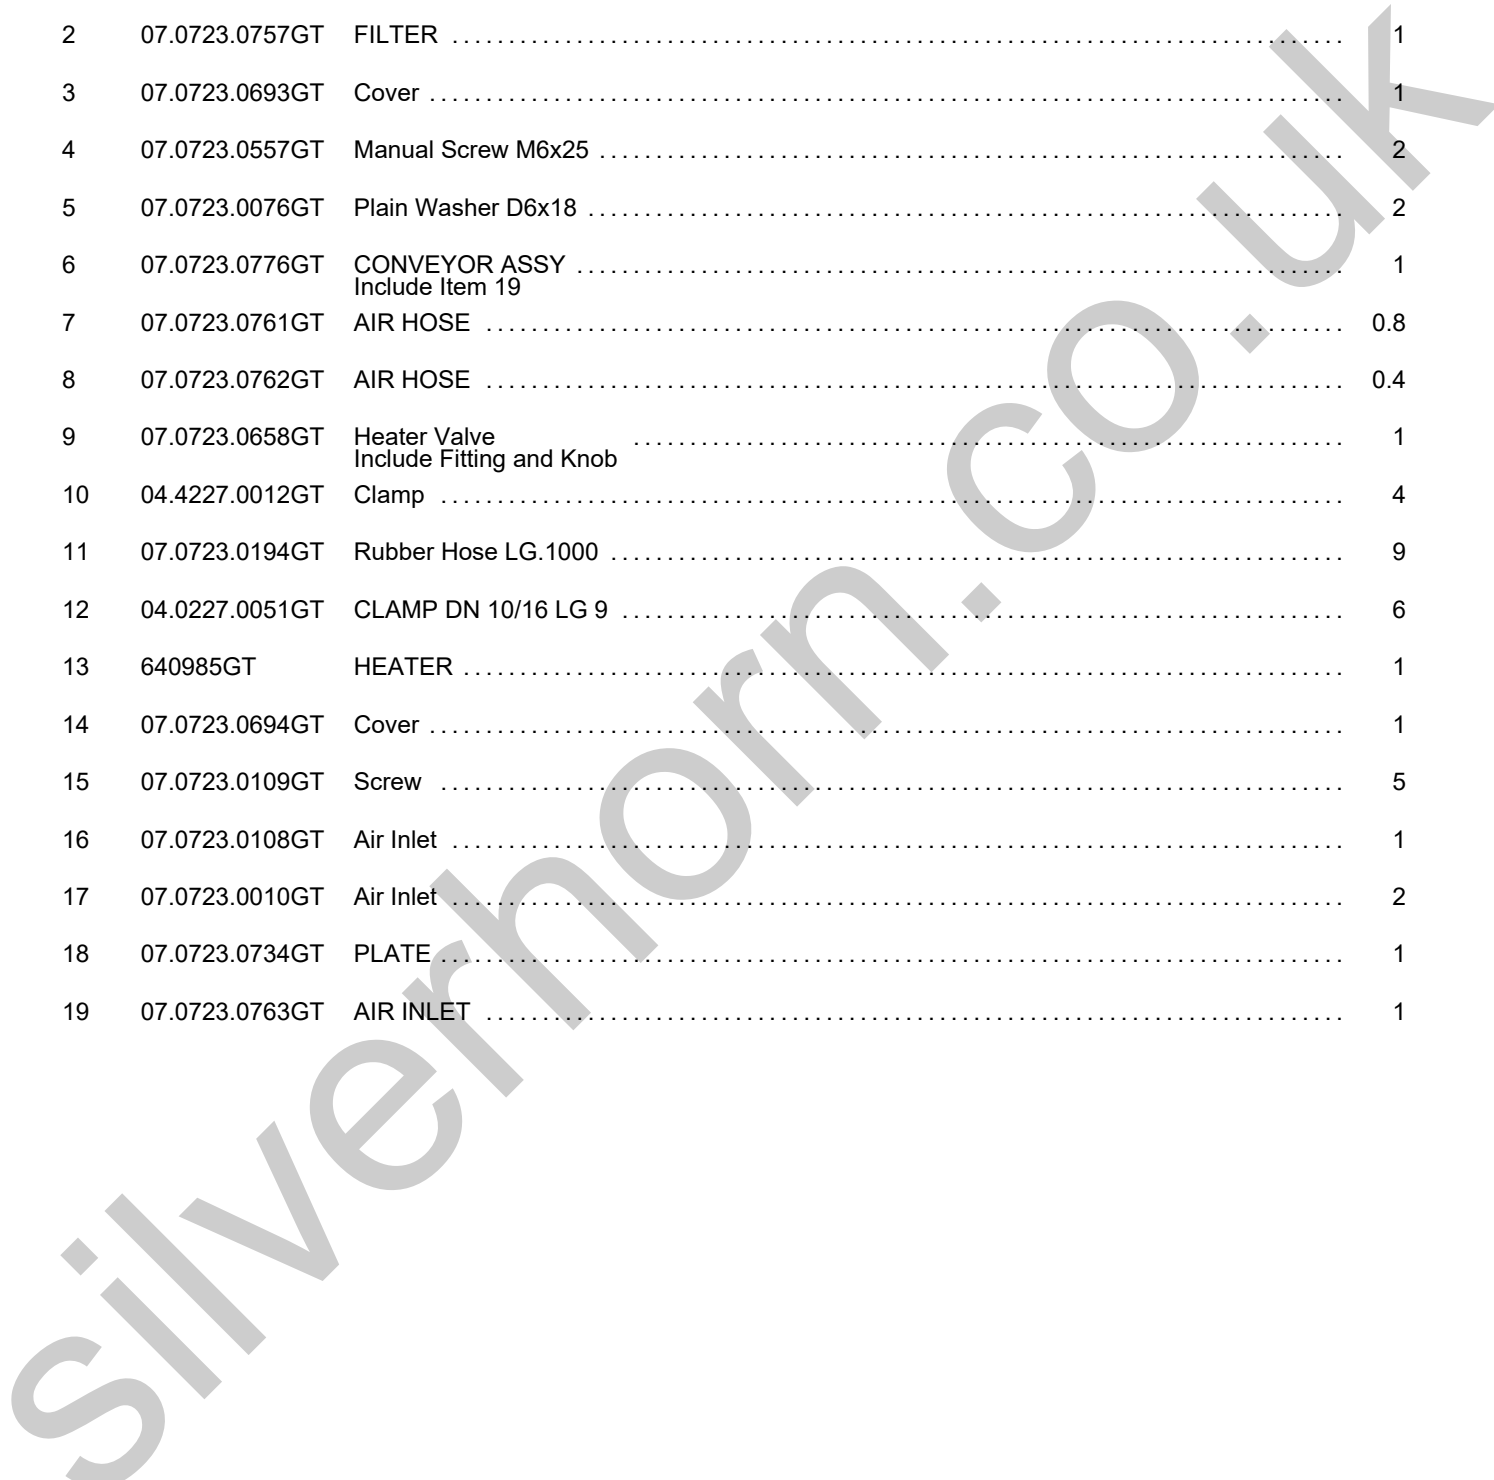 2 07.0723.0757GT FILTER ........................................ 1
3 07.0723.0693GT Cover ........................................ 1
4 07.0723.0557GT Manual Screw M6x25 ........................................ 2
5 07.0723.0076GT Plain Washer D6x18 ........................................ 2
6 07.0723.0776GT CONVEYOR ASSY ........................................ 1
Include Item 19
7 07.0723.0761GT AIR HOSE ........................................ 0.8
8 07.0723.0762GT AIR HOSE ........................................ 0.4
9 07.0723.0658GT Heater Valve ........................................ 1
Include Fitting and Knob
10 04.4227.0012GT Clamp ........................................ 4
11 07.0723.0194GT Rubber Hose LG.1000 ........................................ 9
12 04.0227.0051GT CLAMP DN 10/16 LG 9 ........................................ 6
13 640985GT HEATER ........................................ 1
14 07.0723.0694GT Cover ........................................ 1
15 07.0723.0109GT Screw ........................................ 5
16 07.0723.0108GT Air Inlet ........................................ 1
17 07.0723.0010GT Air Inlet ........................................ 2
18 07.0723.0734GT PLATE ........................................ 1
19 07.0723.0763GT AIR INLET ........................................ 1
silverhorn.co.uk